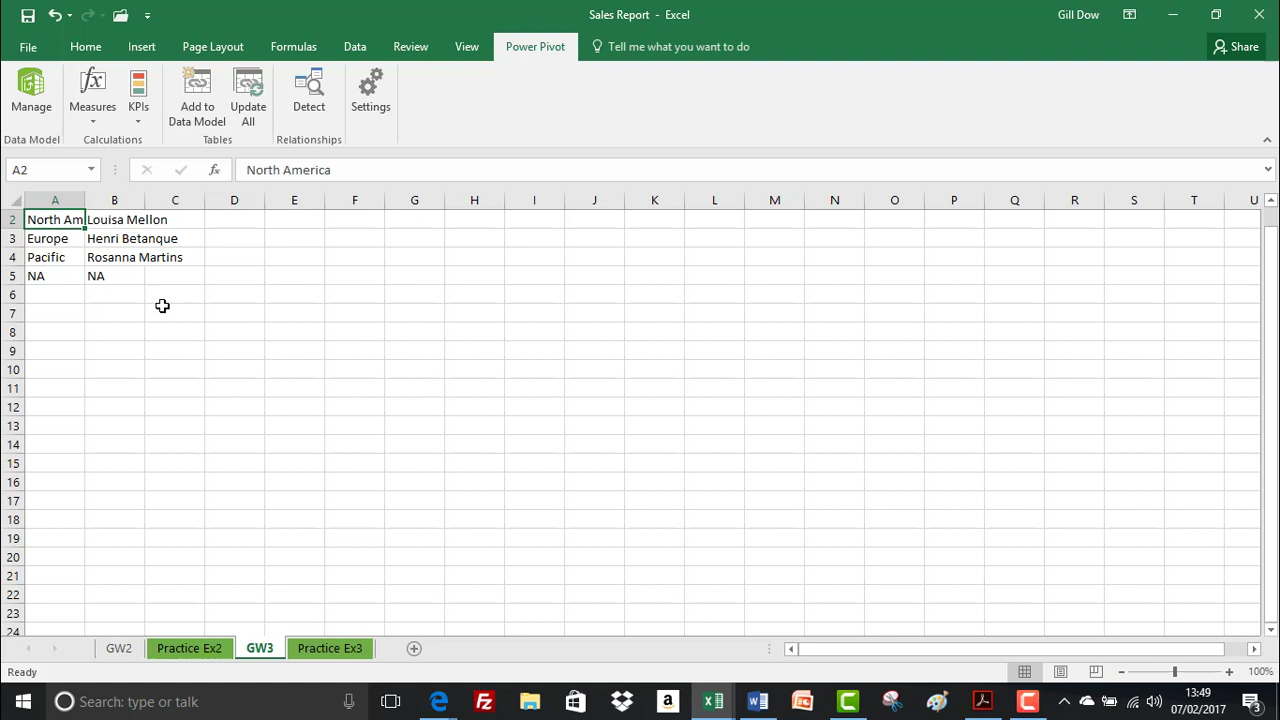 Sales Report - Excel
Gill Dow
File Home Insert Page Layout Formulas Data Review View Power Pivot Tell me what you want to do Share
Manage Measures KPIs Add to Data Model Update All Detect Settings
Data Model Calculations Tables Relationships
A2 fx North America
A B C D E F G H I J K L M N O P Q R S T U
2 North Am Louisa Mellon
3 Europe Henri Betanque
4 Pacific Rosanna Martins
5 NA NA
6
7
8
9
10
11
12
13
14
15
16
17
18
19
20
21
22
23
24
GW2 Practice Ex2 GW3 Practice Ex3
Ready 100%
Search: type a question 13:49
07/02/2017 3